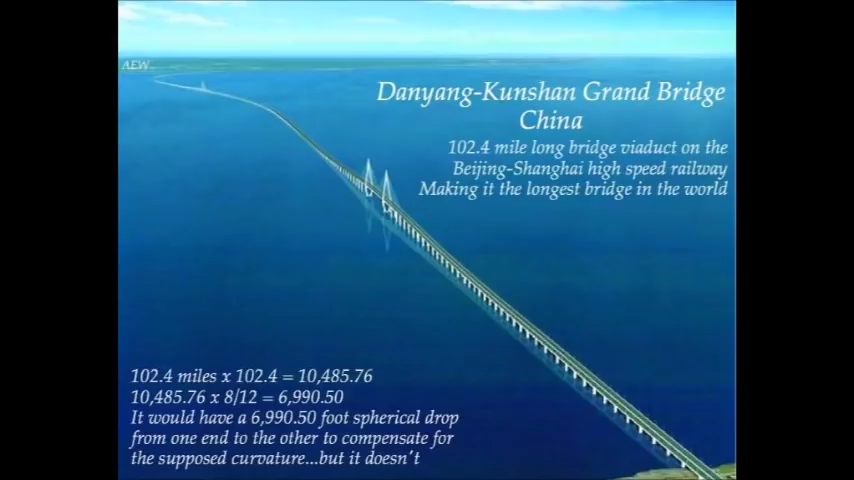 AEW
Danyang-Kunshan Grand Bridge
China
102.4 mile long bridge viaduct on the
Beijing-Shanghai high speed railway
Making it the longest bridge in the world
102.4 miles x 102.4 = 10,485.76
10,485.76 x 8/12 = 6,990.50
It would have a 6,990.50 foot spherical drop
from one end to the other to compensate for
the supposed curvature...but it doesn't